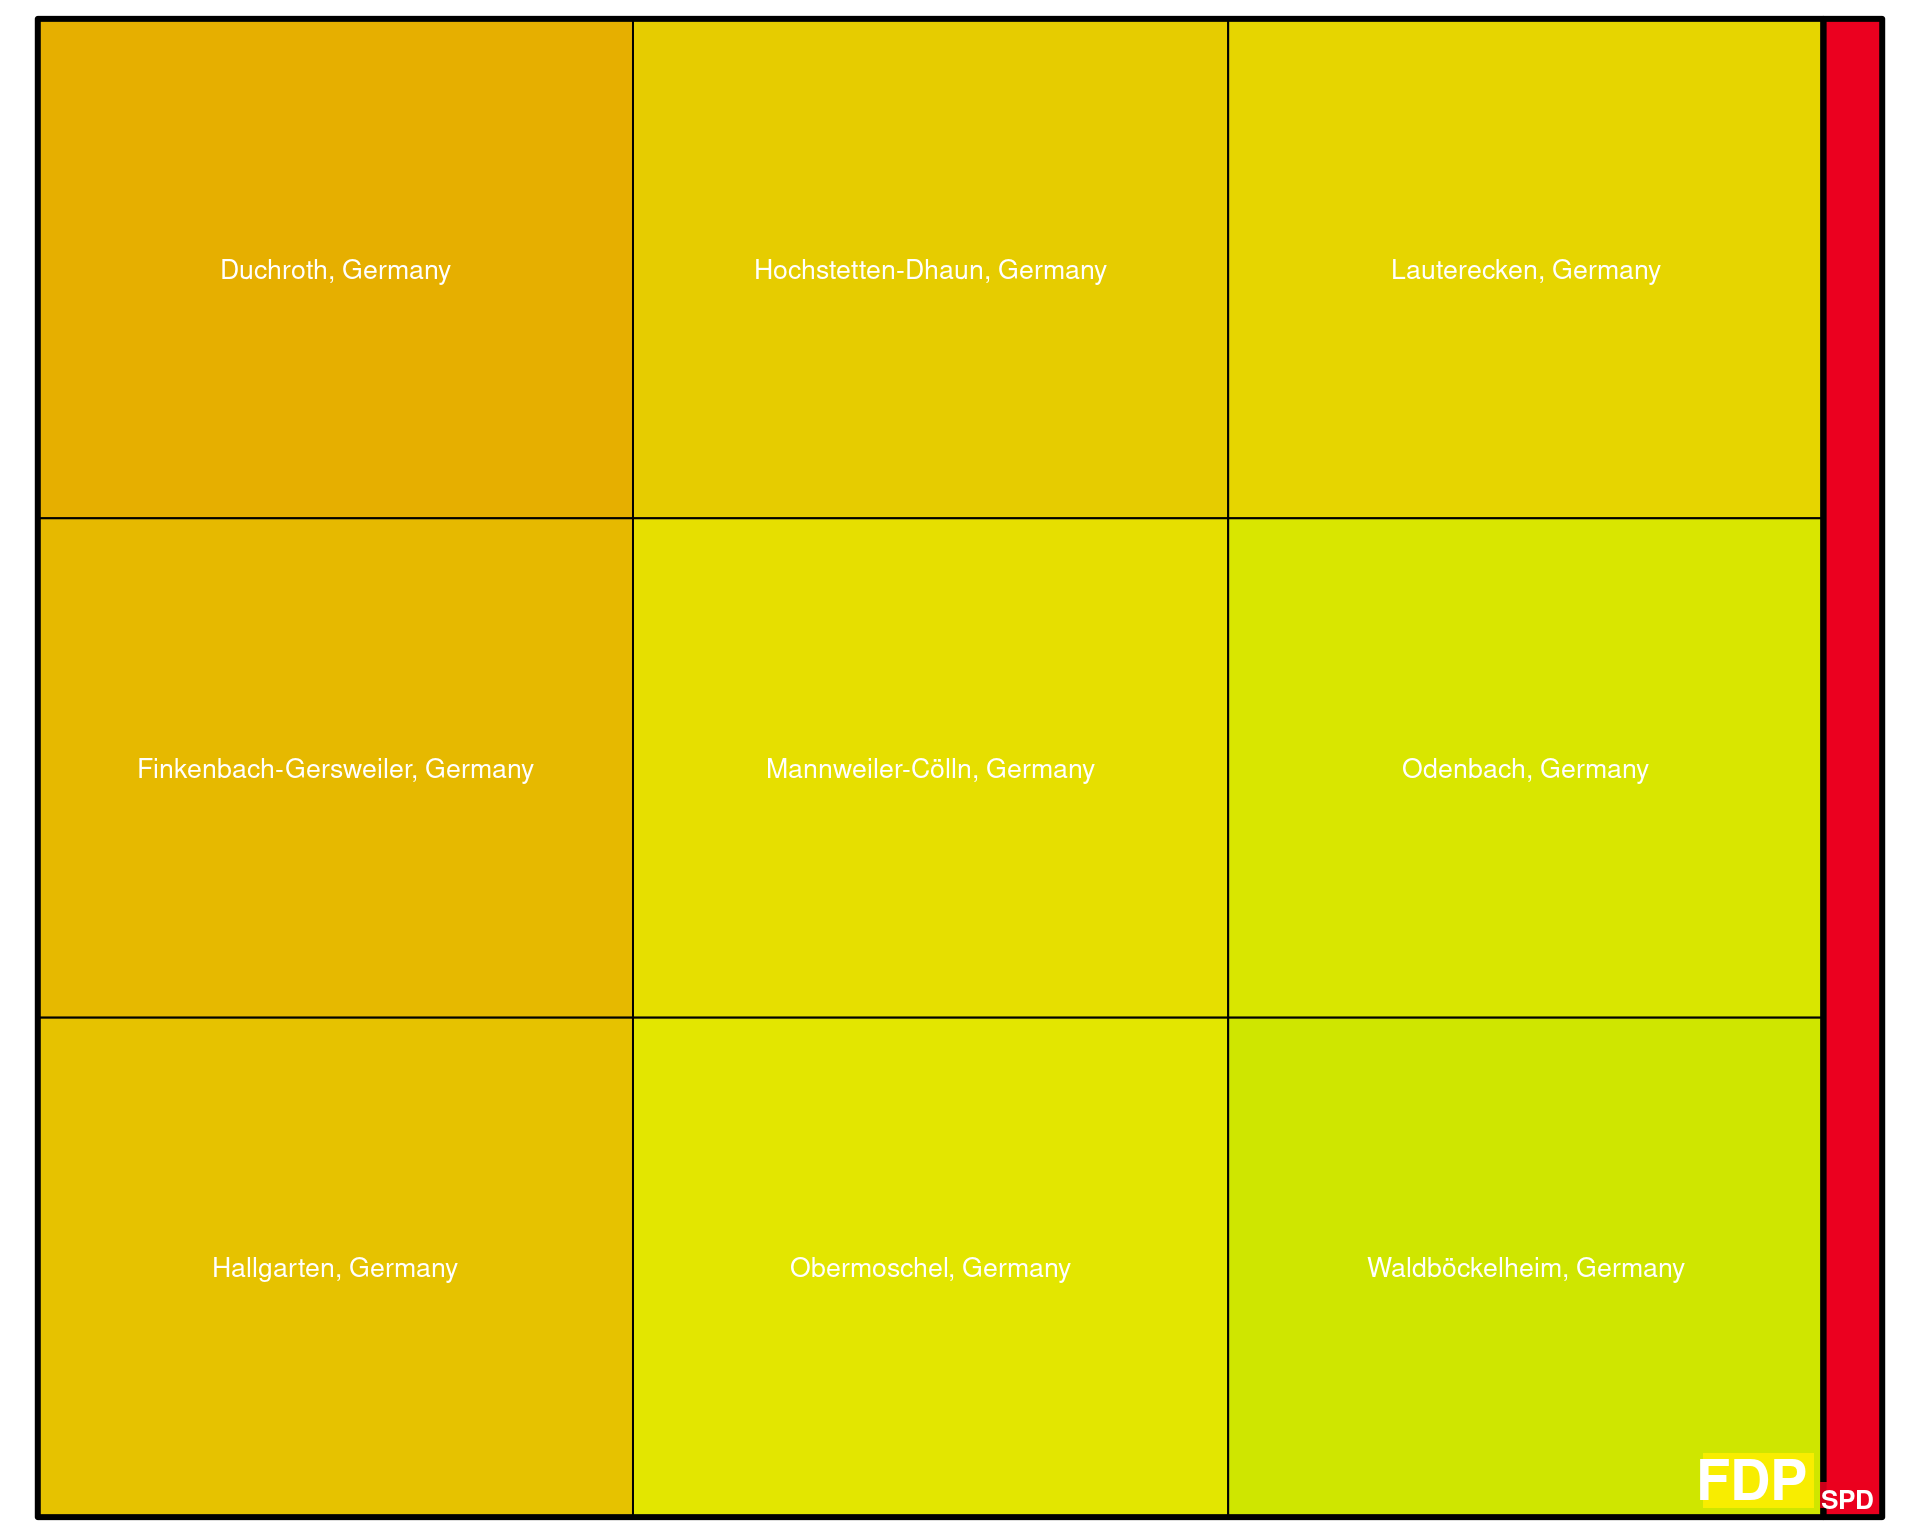 Duchroth, Germany
Hochstetten-Dhaun, Germany
Lauterecken, Germany
Finkenbach-Gersweiler, Germany
Mannweiler-Cölln, Germany
Odenbach, Germany
Hallgarten, Germany
Obermoschel, Germany
Waldböckelheim, Germany
FDP
SPD